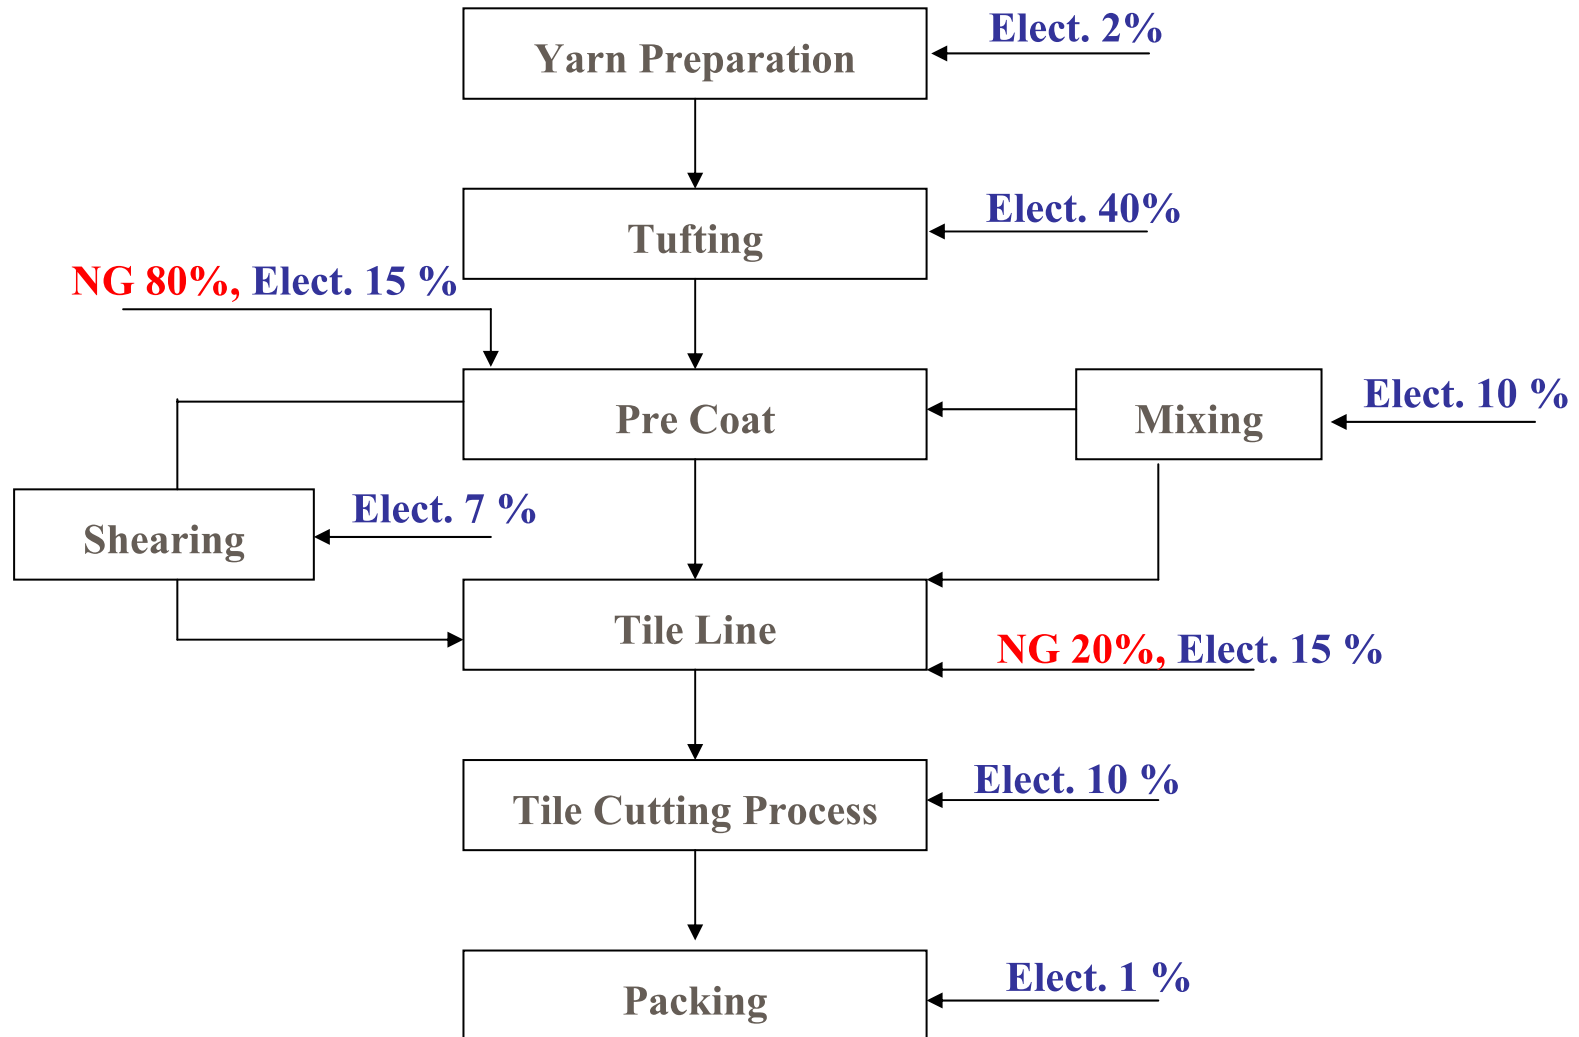 Elect. 2%
Yarn Preparation
Elect. 40%
Tufting
NG 80%, Elect. 15 %
Pre Coat
Mixing
Elect. 10 %
Elect. 7 %
Shearing
Tile Line
NG 20%, Elect. 15 %
Elect. 10 %
Tile Cutting Process
Elect. 1 %
Packing